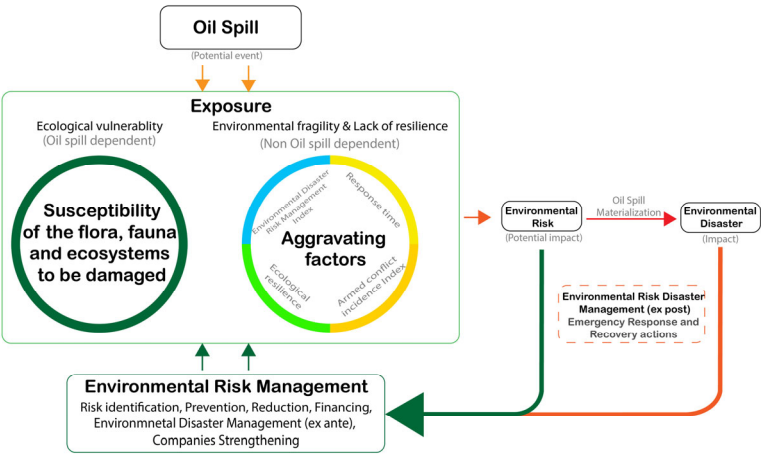 Oil Spill
(Potential event)
Exposure
Ecological vulnerablity
(Oil spill dependent)
Environmental fragility & Lack of resilience
(Non Oil spill dependent)
Susceptibility
of the flora, fauna
and ecosystems
to be damaged
Environmental Disaster
Risk Management
Index
Response time
Aggravating
factors
Ecological
resilience
Armed conflict
incidence Index
Environmental
Risk
(Potential impact)
Oil Spill
Materialization
Environmental
Disaster
(Impact)
Environmental Risk Disaster
Management (ex post)
Emergency Response and
Recovery actions
Environmental Risk Management
Risk identification, Prevention, Reduction, Financing,
Environmnetal Disaster Management (ex ante),
Companies Strengthening